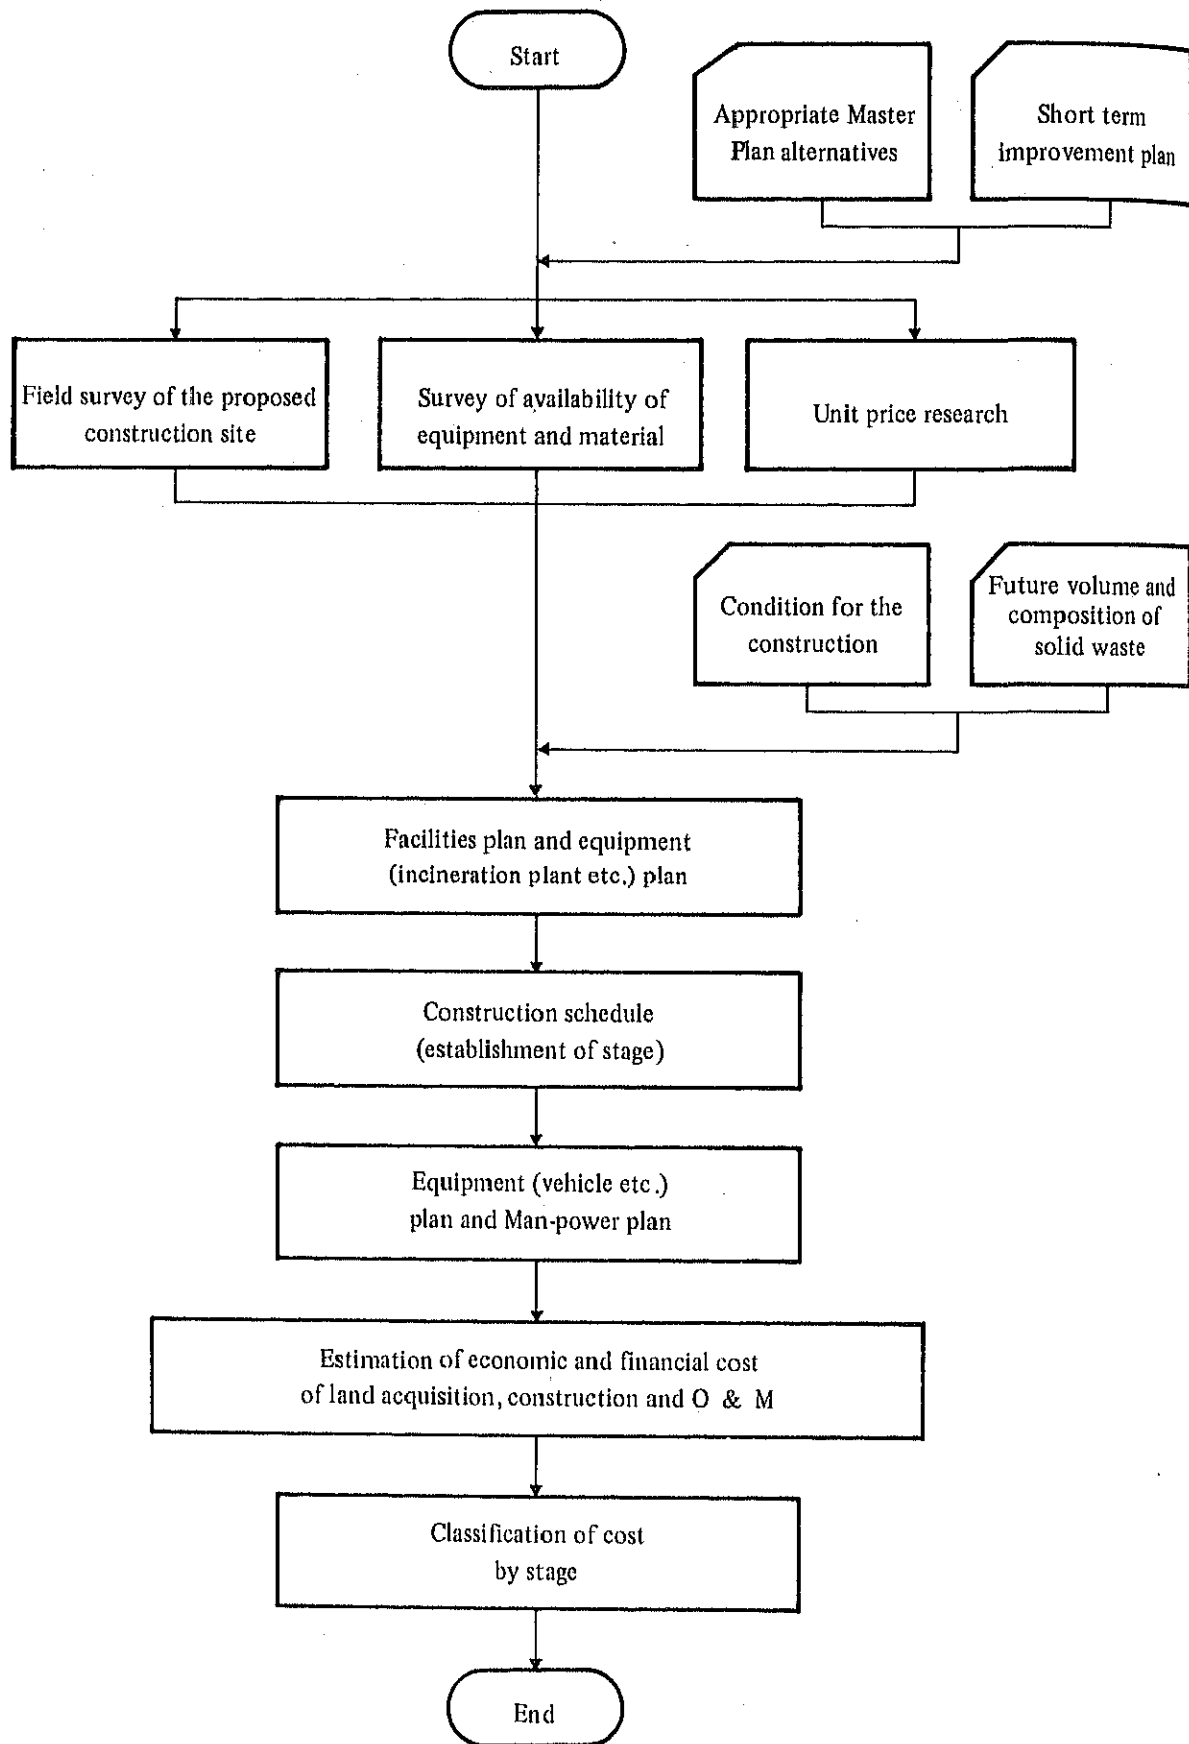 Start
Appropriate Master
Plan alternatives
Short term
improvement plan
Field survey of the proposed
construction site
Survey of availability of
equipment and material
Unit price research
Condition for the
construction
Future volume and
composition of
solid waste
Facilities plan and equipment
(incineration plant etc.) plan
Construction schedule
(establishment of stage)
Equipment (vehicle etc.)
plan and Man-power plan
Estimation of economic and financial cost
of land acquisition, construction and O & M
Classification of cost
by stage
End